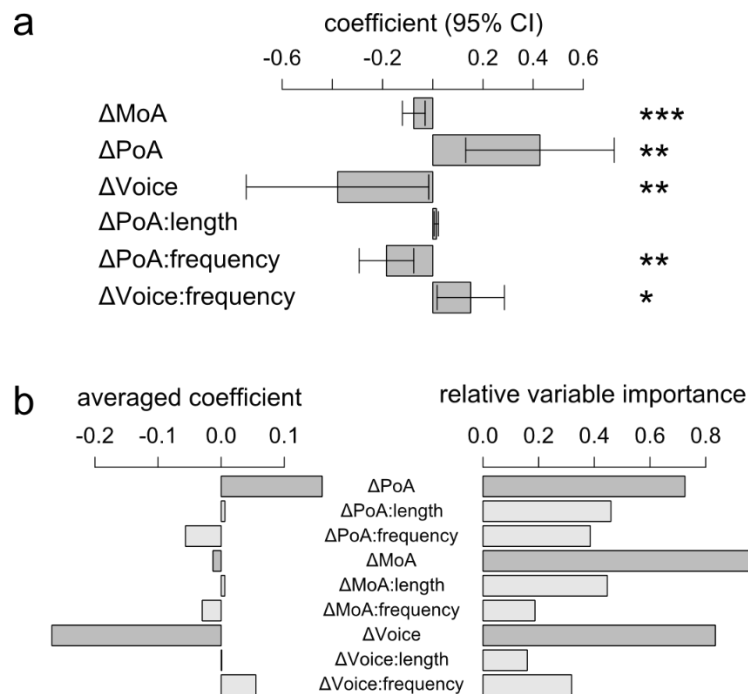 a
coefficient (95% CI)
-0.6 -0.2 0.2 0.4 0.6
ΔMoA ***
ΔPoA **
ΔVoice **
ΔPoA:length
ΔPoA:frequency **
ΔVoice:frequency *
b
averaged coefficient relative variable importance
-0.2 -0.1 0.0 0.1 0.0 0.2 0.4 0.6 0.8
ΔPoA
ΔPoA:length
ΔPoA:frequency
ΔMoA
ΔMoA:length
ΔMoA:frequency
ΔVoice
ΔVoice:length
ΔVoice:frequency